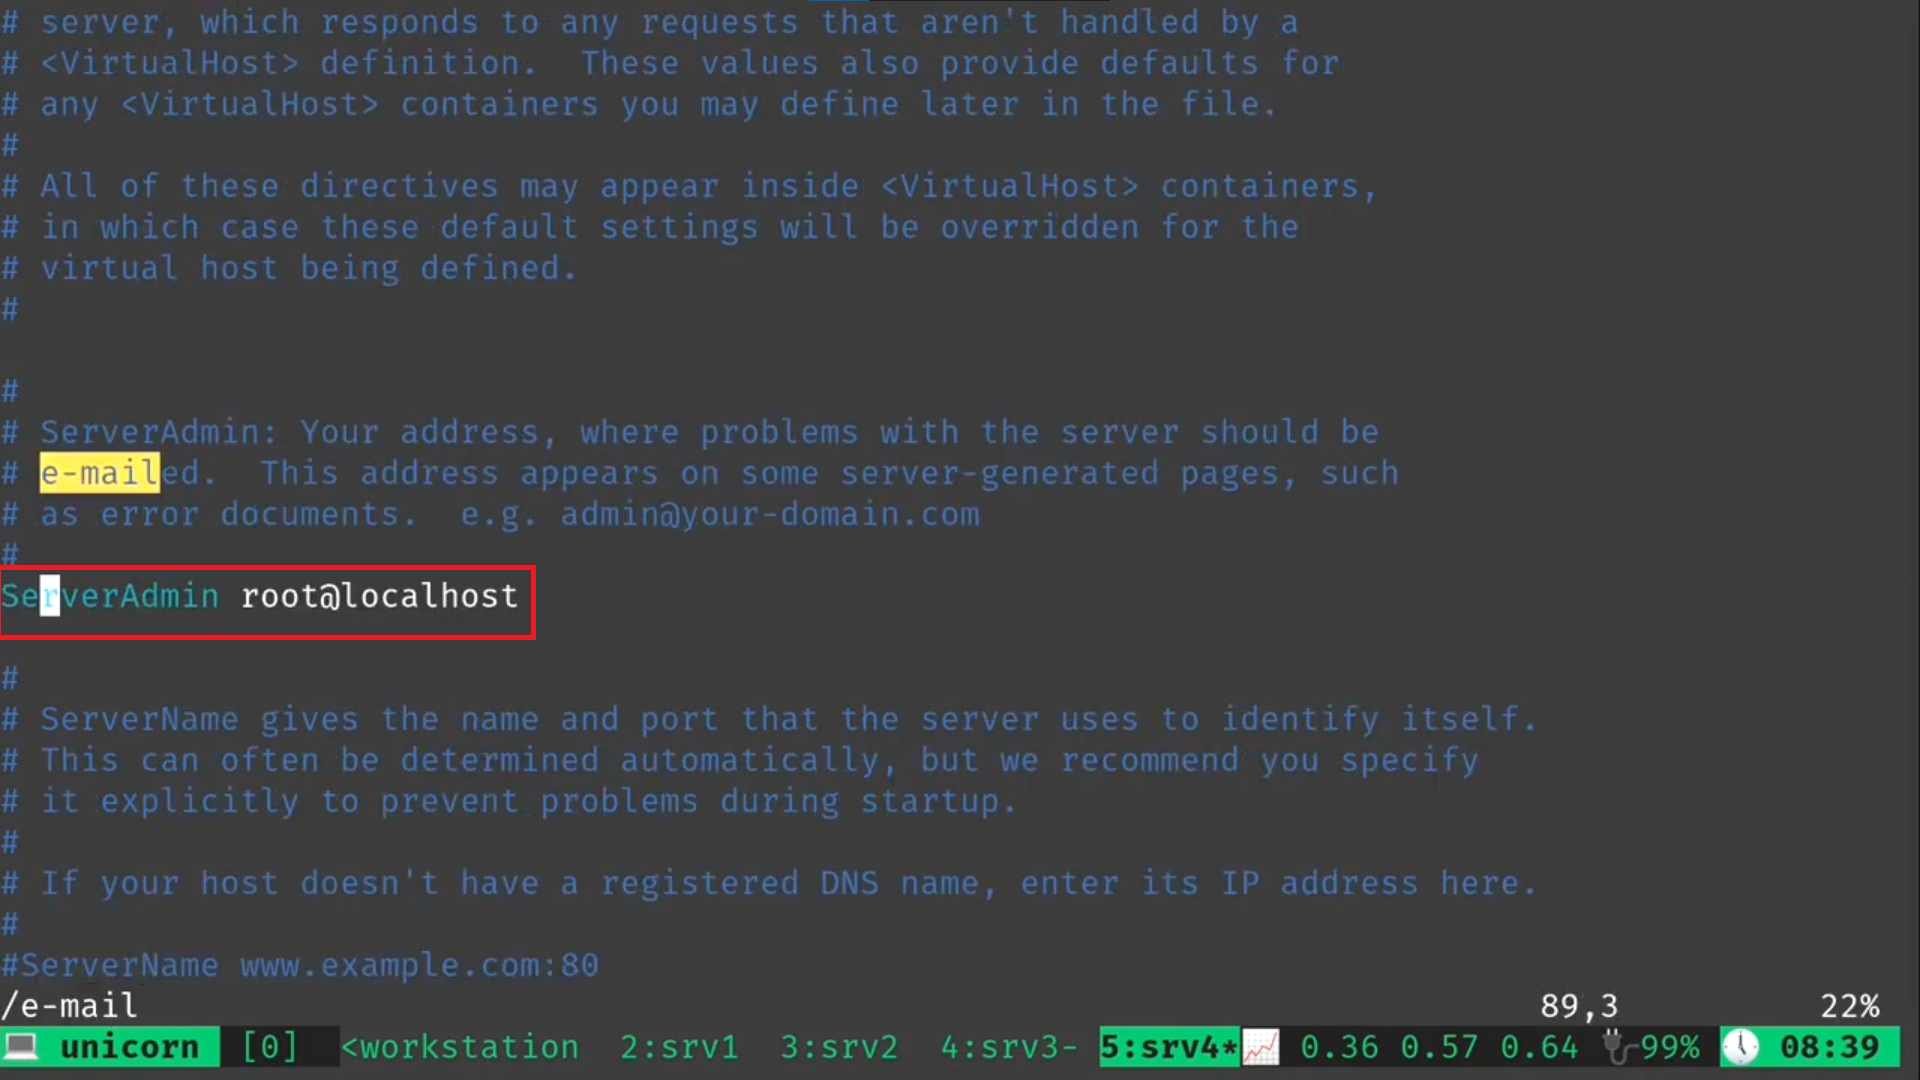 # server, which responds to any requests that aren't handled by a
# <VirtualHost> definition.  These values also provide defaults for
# any <VirtualHost> containers you may define later in the file.
#
# All of these directives may appear inside <VirtualHost> containers,
# in which case these default settings will be overridden for the
# virtual host being defined.
#
#
# ServerAdmin: Your address, where problems with the server should be
# e-mailed.  This address appears on some server-generated pages, such
# as error documents.  e.g. admin@your-domain.com
#
ServerAdmin root@localhost
#
# ServerName gives the name and port that the server uses to identify itself.
# This can often be determined automatically, but we recommend you specify
# it explicitly to prevent problems during startup.
#
# If your host doesn't have a registered DNS name, enter its IP address here.
#
#ServerName www.example.com:80
/e-mail 89,3 22%
unicorn [0] <workstation 2:srv1 3:srv2 4:srv3- 5:srv4* 0.36 0.57 0.64 99% 08:39